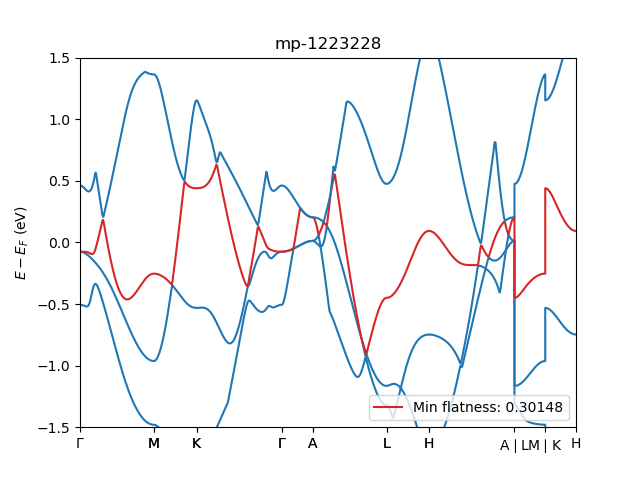 mp-1223228
1.5
1.0
0.5
0.0
−0.5
−1.0
−1.5
E − E_F (eV)
Min flatness: 0.30148
Γ M K Γ A L H A | LM | K H